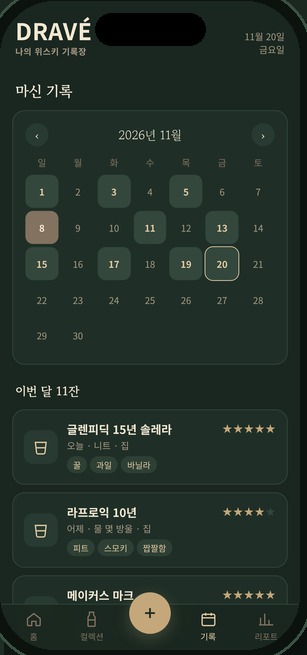 DRAVÉ
나의 위스키 기록장
11월 20일
금요일
마신 기록
‹ 2026년 11월 ›
일 월 화 수 목 금 토
1 2 3 4 5 6 7
8 9 10 11 12 13 14
15 16 17 18 19 20 21
22 23 24 25 26 27 28
29 30
이번 달 11잔
글렌피딕 15년 솔레라 ★★★★★
오늘 · 니트 · 집
꿀 과일 바닐라
라프로익 10년 ★★★★★
어제 · 물 몇 방울 · 집
피트 스모키 짭짤함
메이커스 마크 ★★★★★
+
홈 컬렉션 기록 리포트